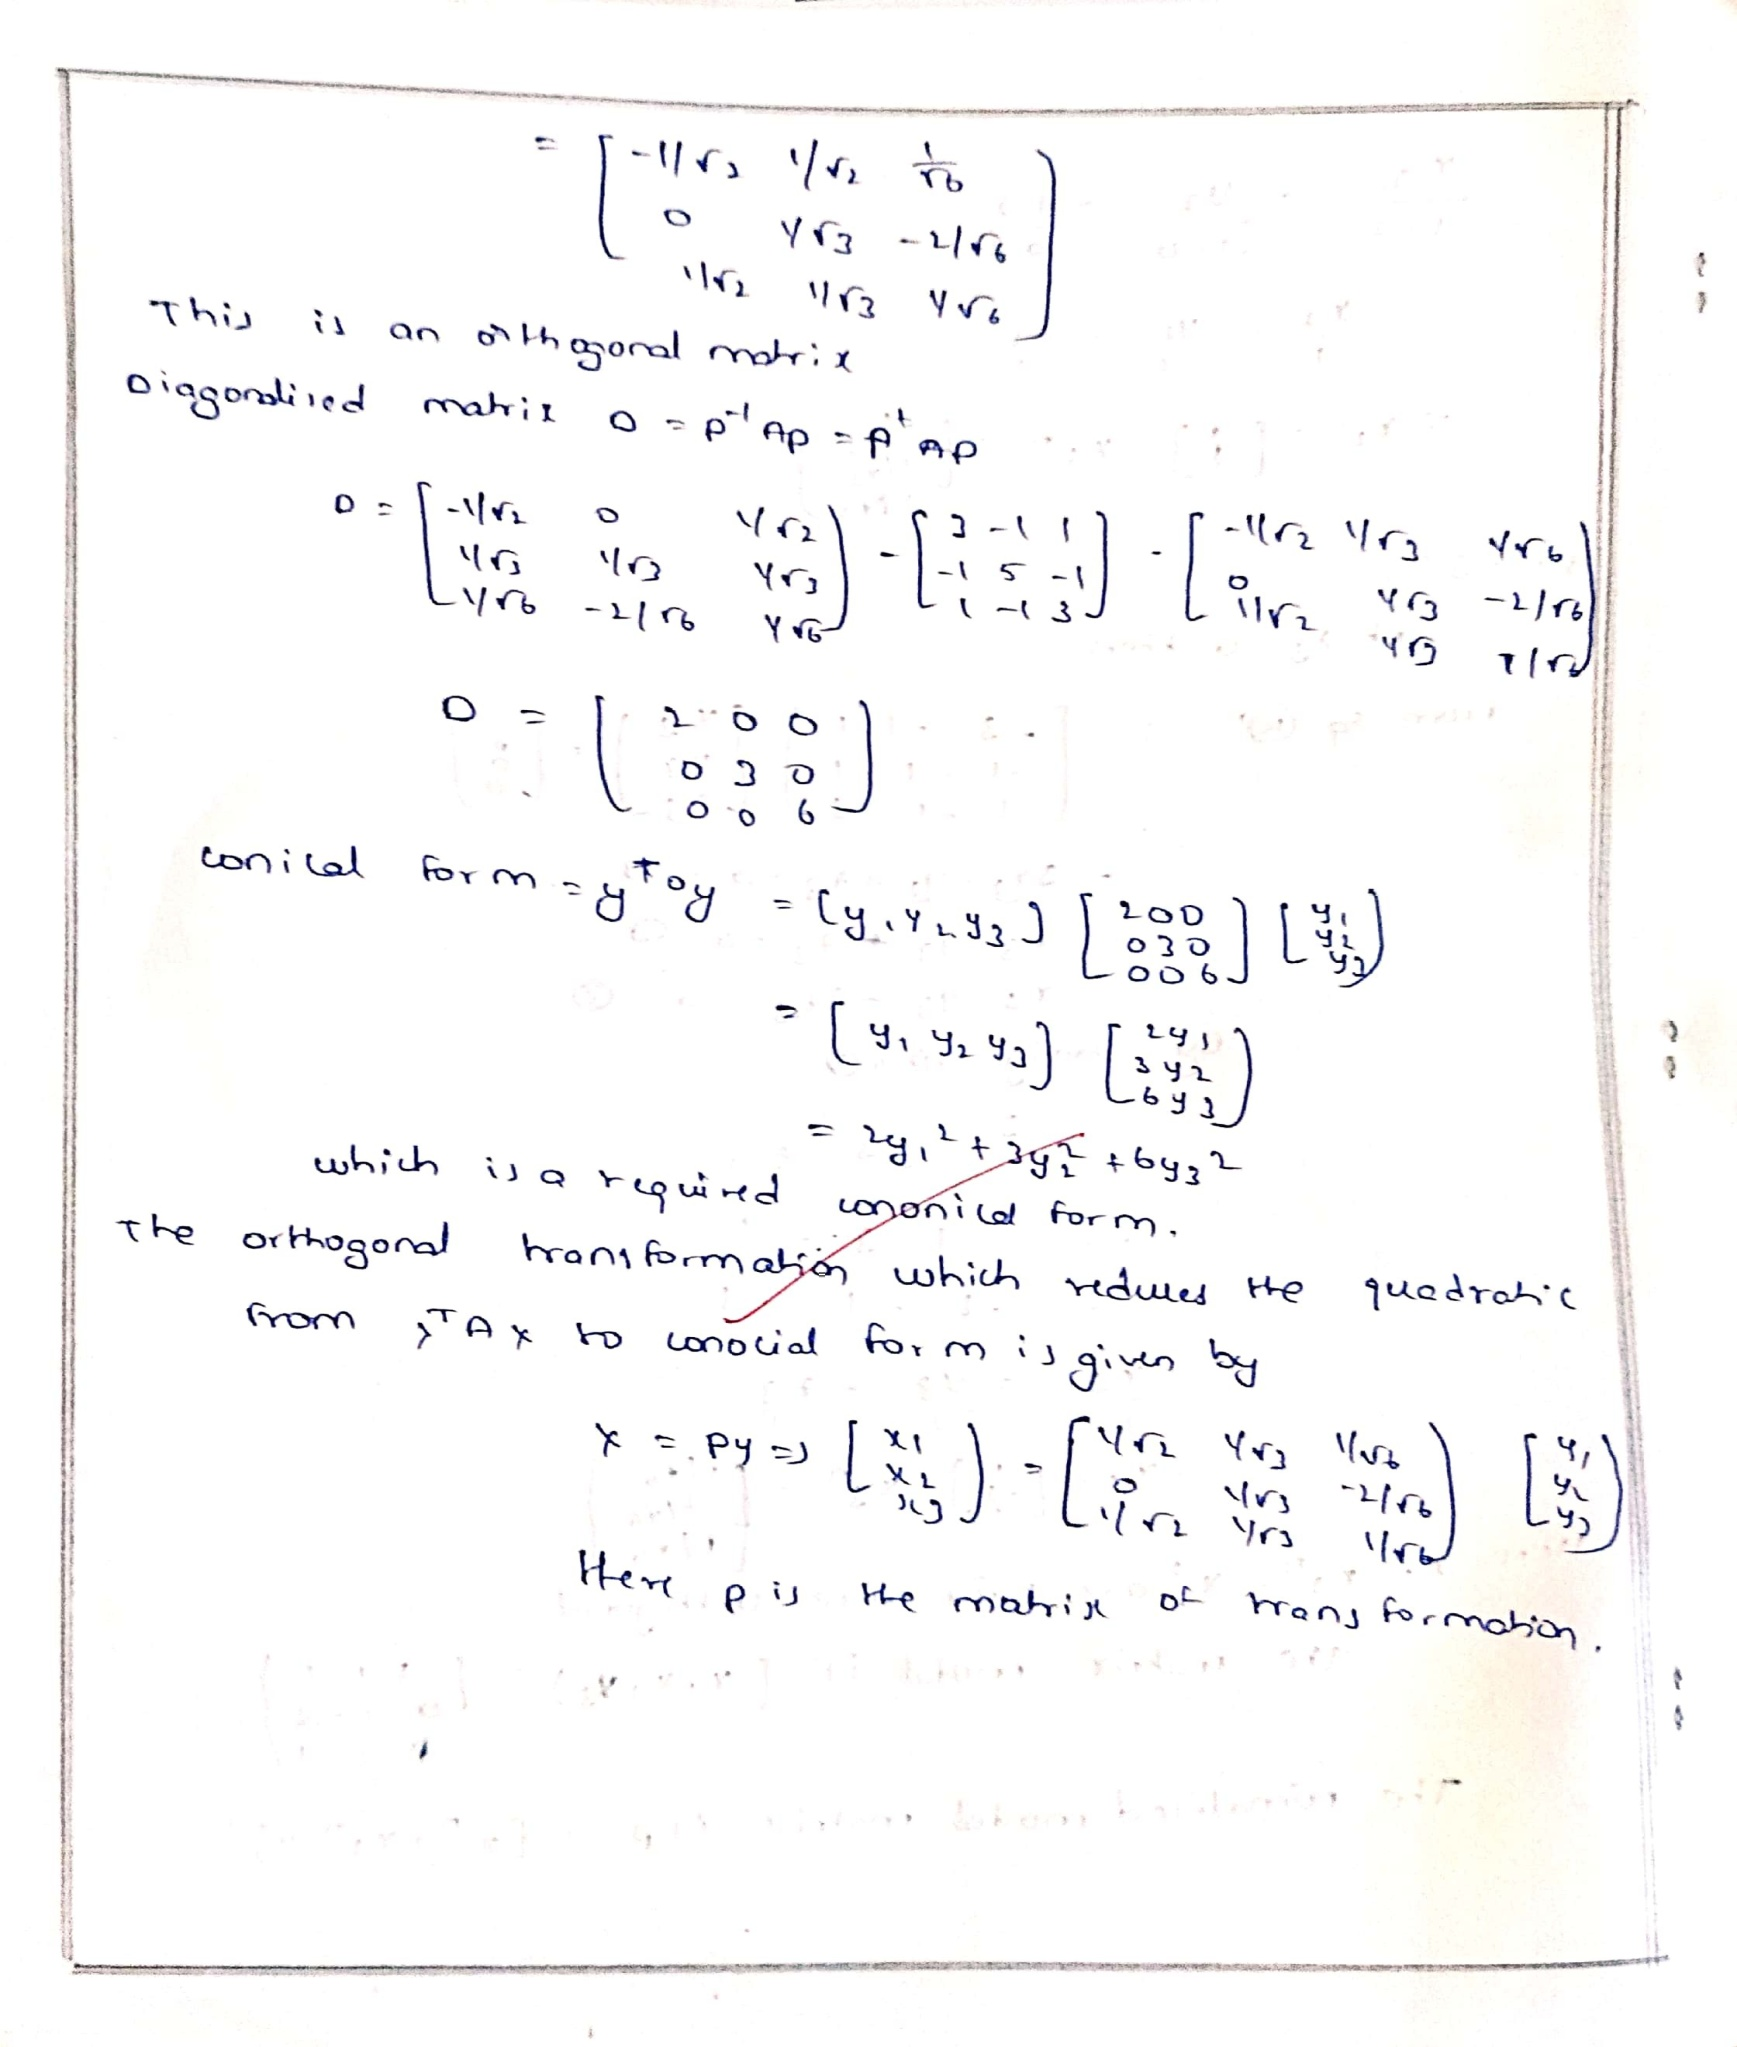 = [ -1/√2 1/√2 1/√6
0 1/√3 -2/√6
1/√2 1/√3 1/√6 ]
This is an orthogonal matrix
Diagonalised matrix D = P⁻¹ AP = Pᵗ AP
D = [ -1/√2 0 1/√2
1/√3 1/√3 1/√3
1/√6 -2/√6 1/√6 ] - [ 3 -1 1
-1 5 -1
1 -1 3 ] . [ -1/√2 1/√3 1/√6
0 1/√3 -2/√6
1/√2 1/√3 1/√6 ]
D = [ 2 0 0
0 3 0
0 0 6 ]
conical form = yᵀDy = [y₁ y₂ y₃] [ 2 0 0
0 3 0
0 0 6 ] [ y₁
y₂
y₃ ]
= [y₁ y₂ y₃] [ 2y₁
3y₂
6y₃ ]
= 2y₁² + 3y₂² + 6y₃²
which is a required cononical form.
The orthogonal transformation which reduces the quadratic
from xᵀAx to conocial form is given by
x = Py => [ x₁
x₂
x₃ ] = [ 1/√2 1/√3 1/√6
0 1/√3 -2/√6
1/√2 1/√3 1/√6 ] [ y₁
y₂
y₃ ]
Here p is the matrix of transformation.